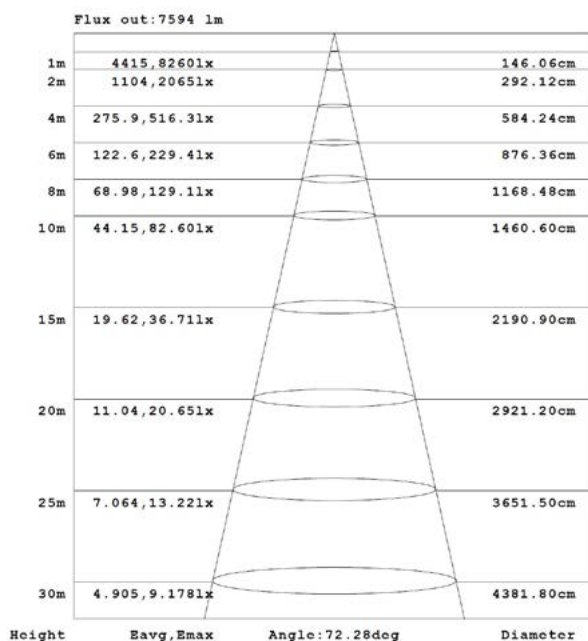 Flux out:7594 lm
1m 4415,8260lx 146.06cm
2m 1104,2065lx 292.12cm
4m 275.9,516.3lx 584.24cm
6m 122.6,229.4lx 876.36cm
8m 68.98,129.1lx 1168.48cm
10m 44.15,82.60lx 1460.60cm
15m 19.62,36.71lx 2190.90cm
20m 11.04,20.65lx 2921.20cm
25m 7.064,13.22lx 3651.50cm
30m 4.905,9.178lx 4381.80cm
Height Eavg,Emax Angle:72.28deg Diameter